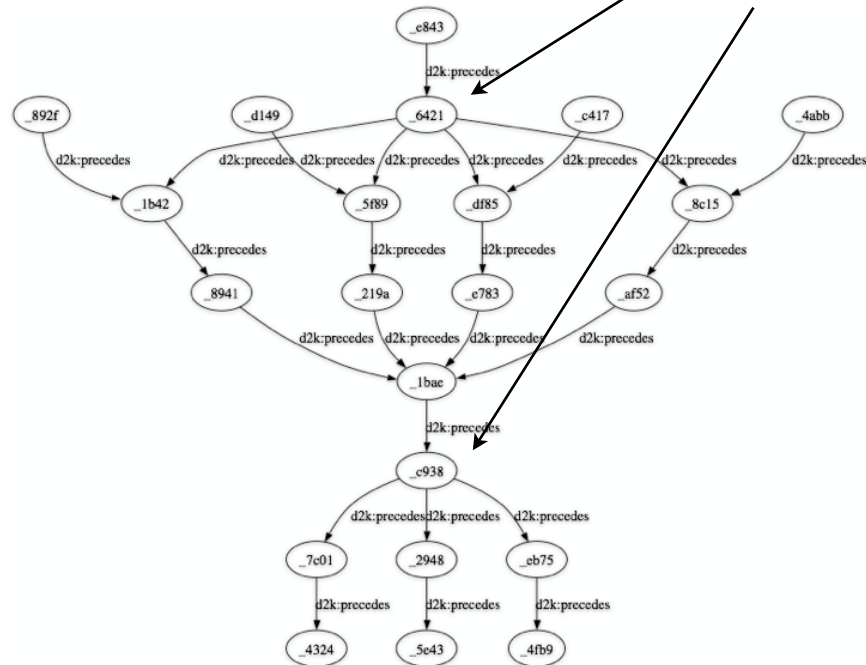 _e843
d2k:precedes
_892f _d149 _6421 _c417 _4abb
d2k:precedes d2k:precedes d2k:precedes d2k:precedes d2k:precedes d2k:precedes d2k:precedes d2k:precedes
_1b42 _5f89 _df85 _8c15
d2k:precedes d2k:precedes d2k:precedes d2k:precedes
_8941 _219a _e783 _af52
d2k:precedes d2k:precedes d2k:precedes d2k:precedes
_1bae
d2k:precedes
_c938
d2k:precedes d2k:precedes d2k:precedes
_7c01 _2948 _eb75
d2k:precedes d2k:precedes d2k:precedes
_4324 _5e43 _4fb9